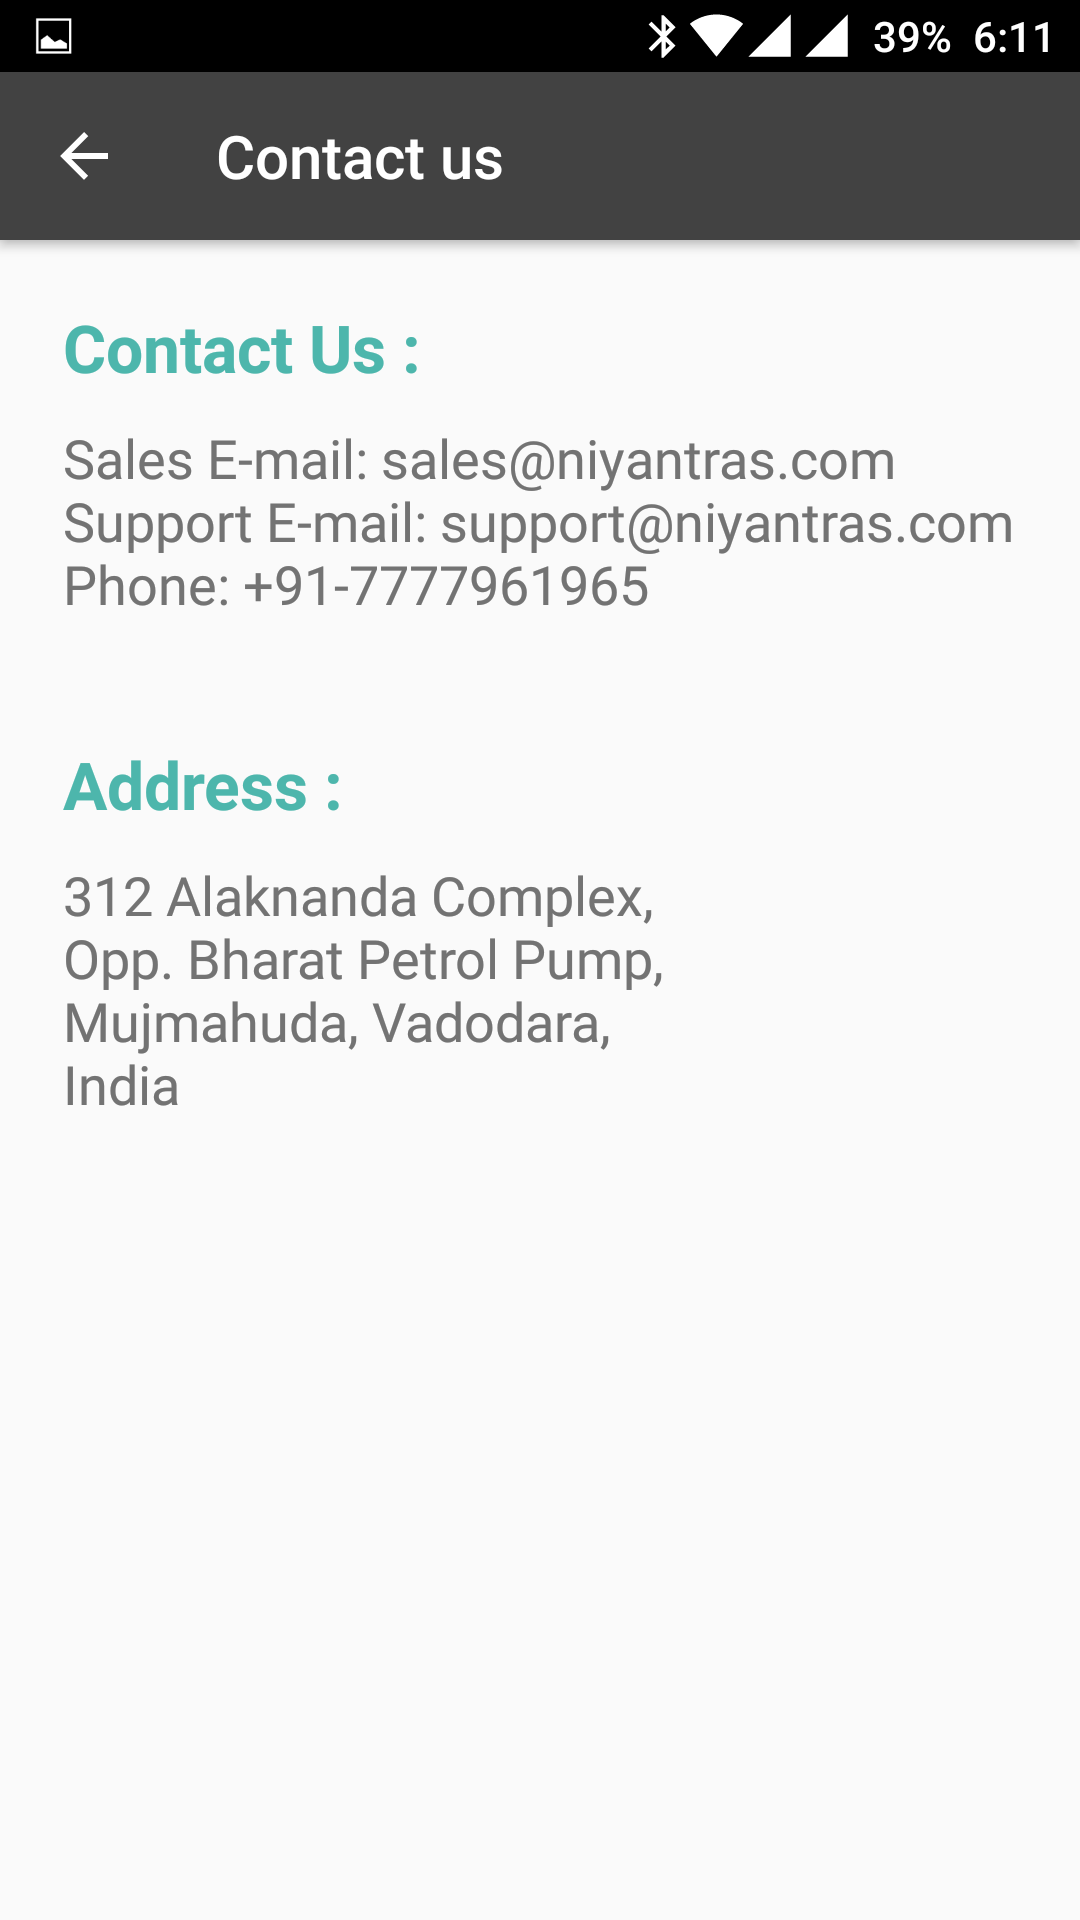 39% 6:11
Contact us
Contact Us :
Sales E-mail: sales@niyantras.com
Support E-mail: support@niyantras.com
Phone: +91-7777961965
Address :
312 Alaknanda Complex,
Opp. Bharat Petrol Pump,
Mujmahuda, Vadodara,
India